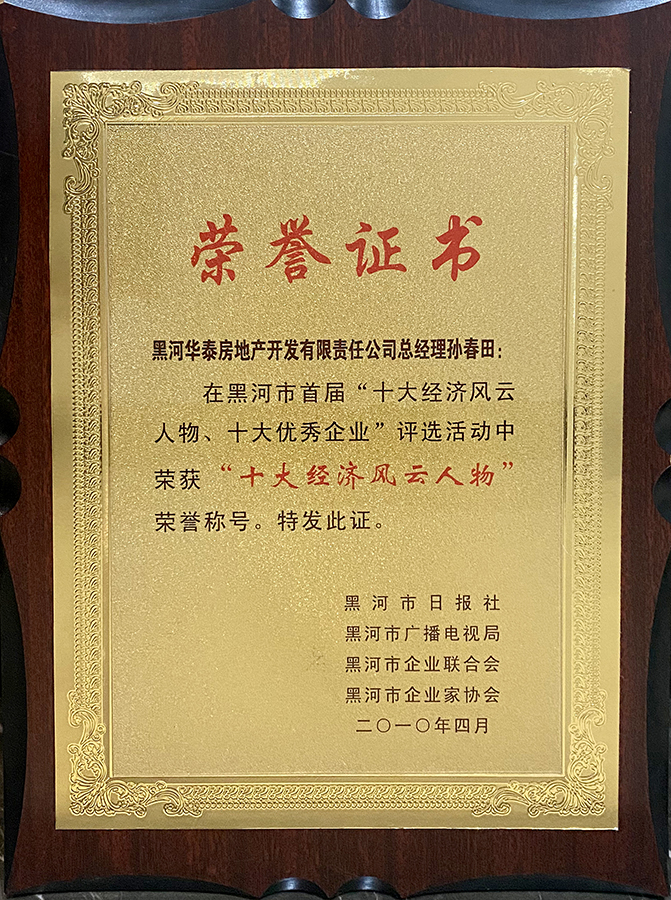 荣誉证书
黑河华泰房地产开发有限责任公司总经理孙春田：
在黑河市首届“十大经济风云
人物、十大优秀企业”评选活动中
荣获“十大经济风云人物”
荣誉称号。特发此证。
黑河市日报社
黑河市广播电视局
黑河市企业联合会
黑河市企业家协会
二〇一〇年四月